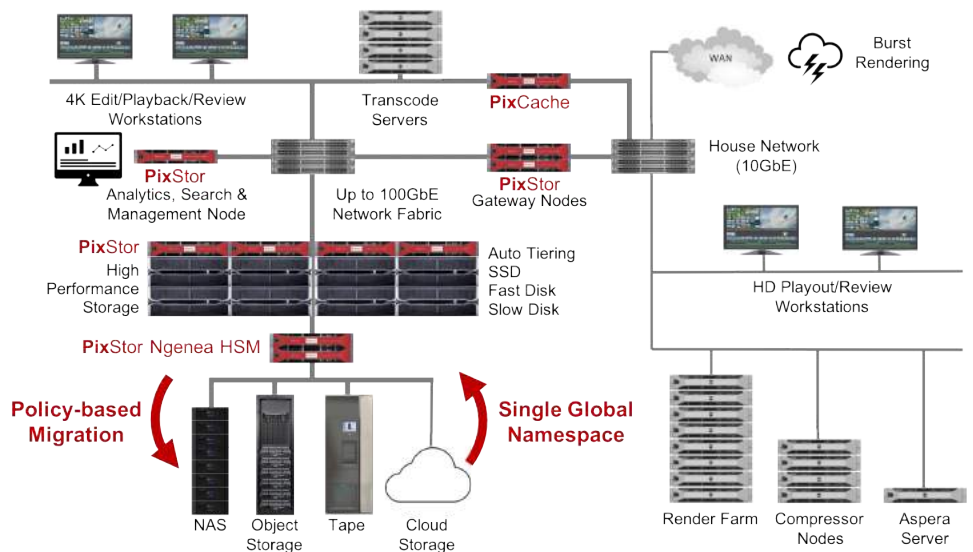 WAN
Burst
Rendering
4K Edit/Playback/Review
Workstations
Transcode
Servers
PixCache
House Network
(10GbE)
PixStor
Analytics, Search &
Management Node
Up to 100GbE
Network Fabric
PixStor
Gateway Nodes
PixStor
High
Performance
Storage
Auto Tiering
SSD
Fast Disk
Slow Disk
HD Playout/Review
Workstations
PixStor Ngenea HSM
Policy-based
Migration
Single Global
Namespace
NAS
Object
Storage
Tape
Cloud
Storage
Render Farm
Compressor
Nodes
Aspera
Server